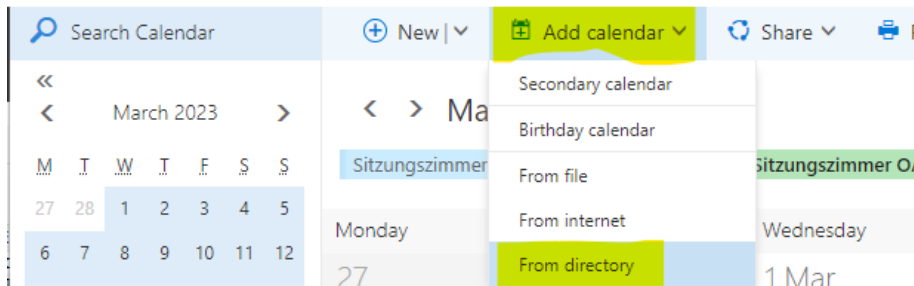 Search Calendar
New
Add calendar
Share
March 2023
M T W T F S S
27 28 1 2 3 4 5
6 7 8 9 10 11 12
Ma
Sitzungszimmer
Sitzungszimmer OA
Monday
Wednesday
27
1 Mar
Secondary calendar
Birthday calendar
From file
From internet
From directory